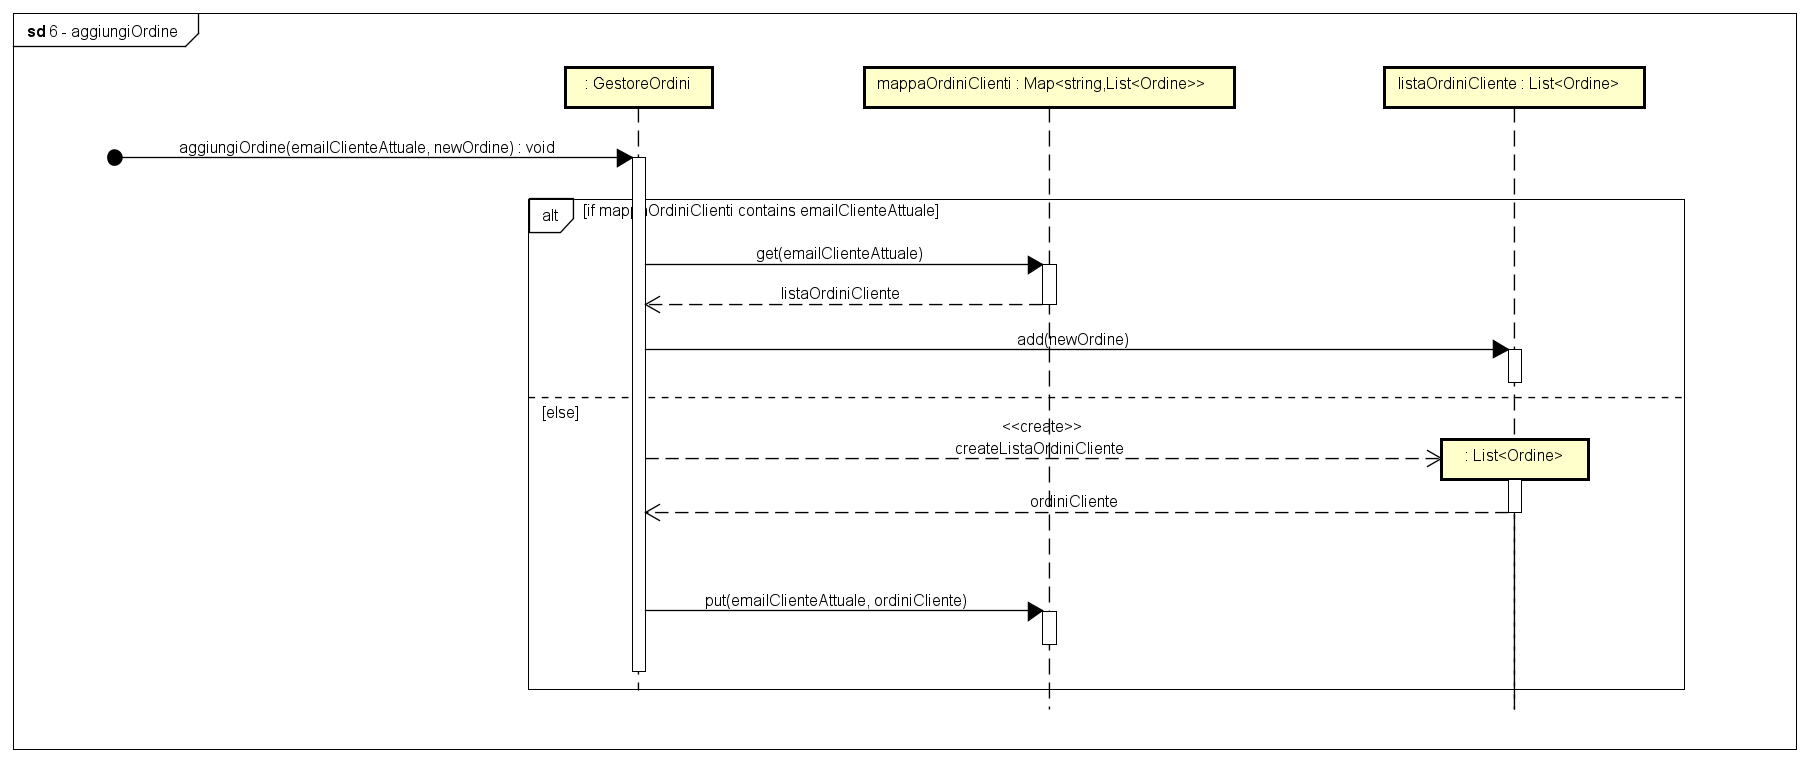 sd 6 - aggiungiOrdine
: GestoreOrdini
mappaOrdiniClienti : Map<string,List<Ordine>>
listaOrdiniCliente : List<Ordine>
aggiungiOrdine(emailClienteAttuale, newOrdine) : void
alt
[if mappaOrdiniClienti contains emailClienteAttuale]
get(emailClienteAttuale)
listaOrdiniCliente
add(newOrdine)
[else]
<<create>>
createListaOrdiniCliente
: List<Ordine>
ordiniCliente
put(emailClienteAttuale, ordiniCliente)